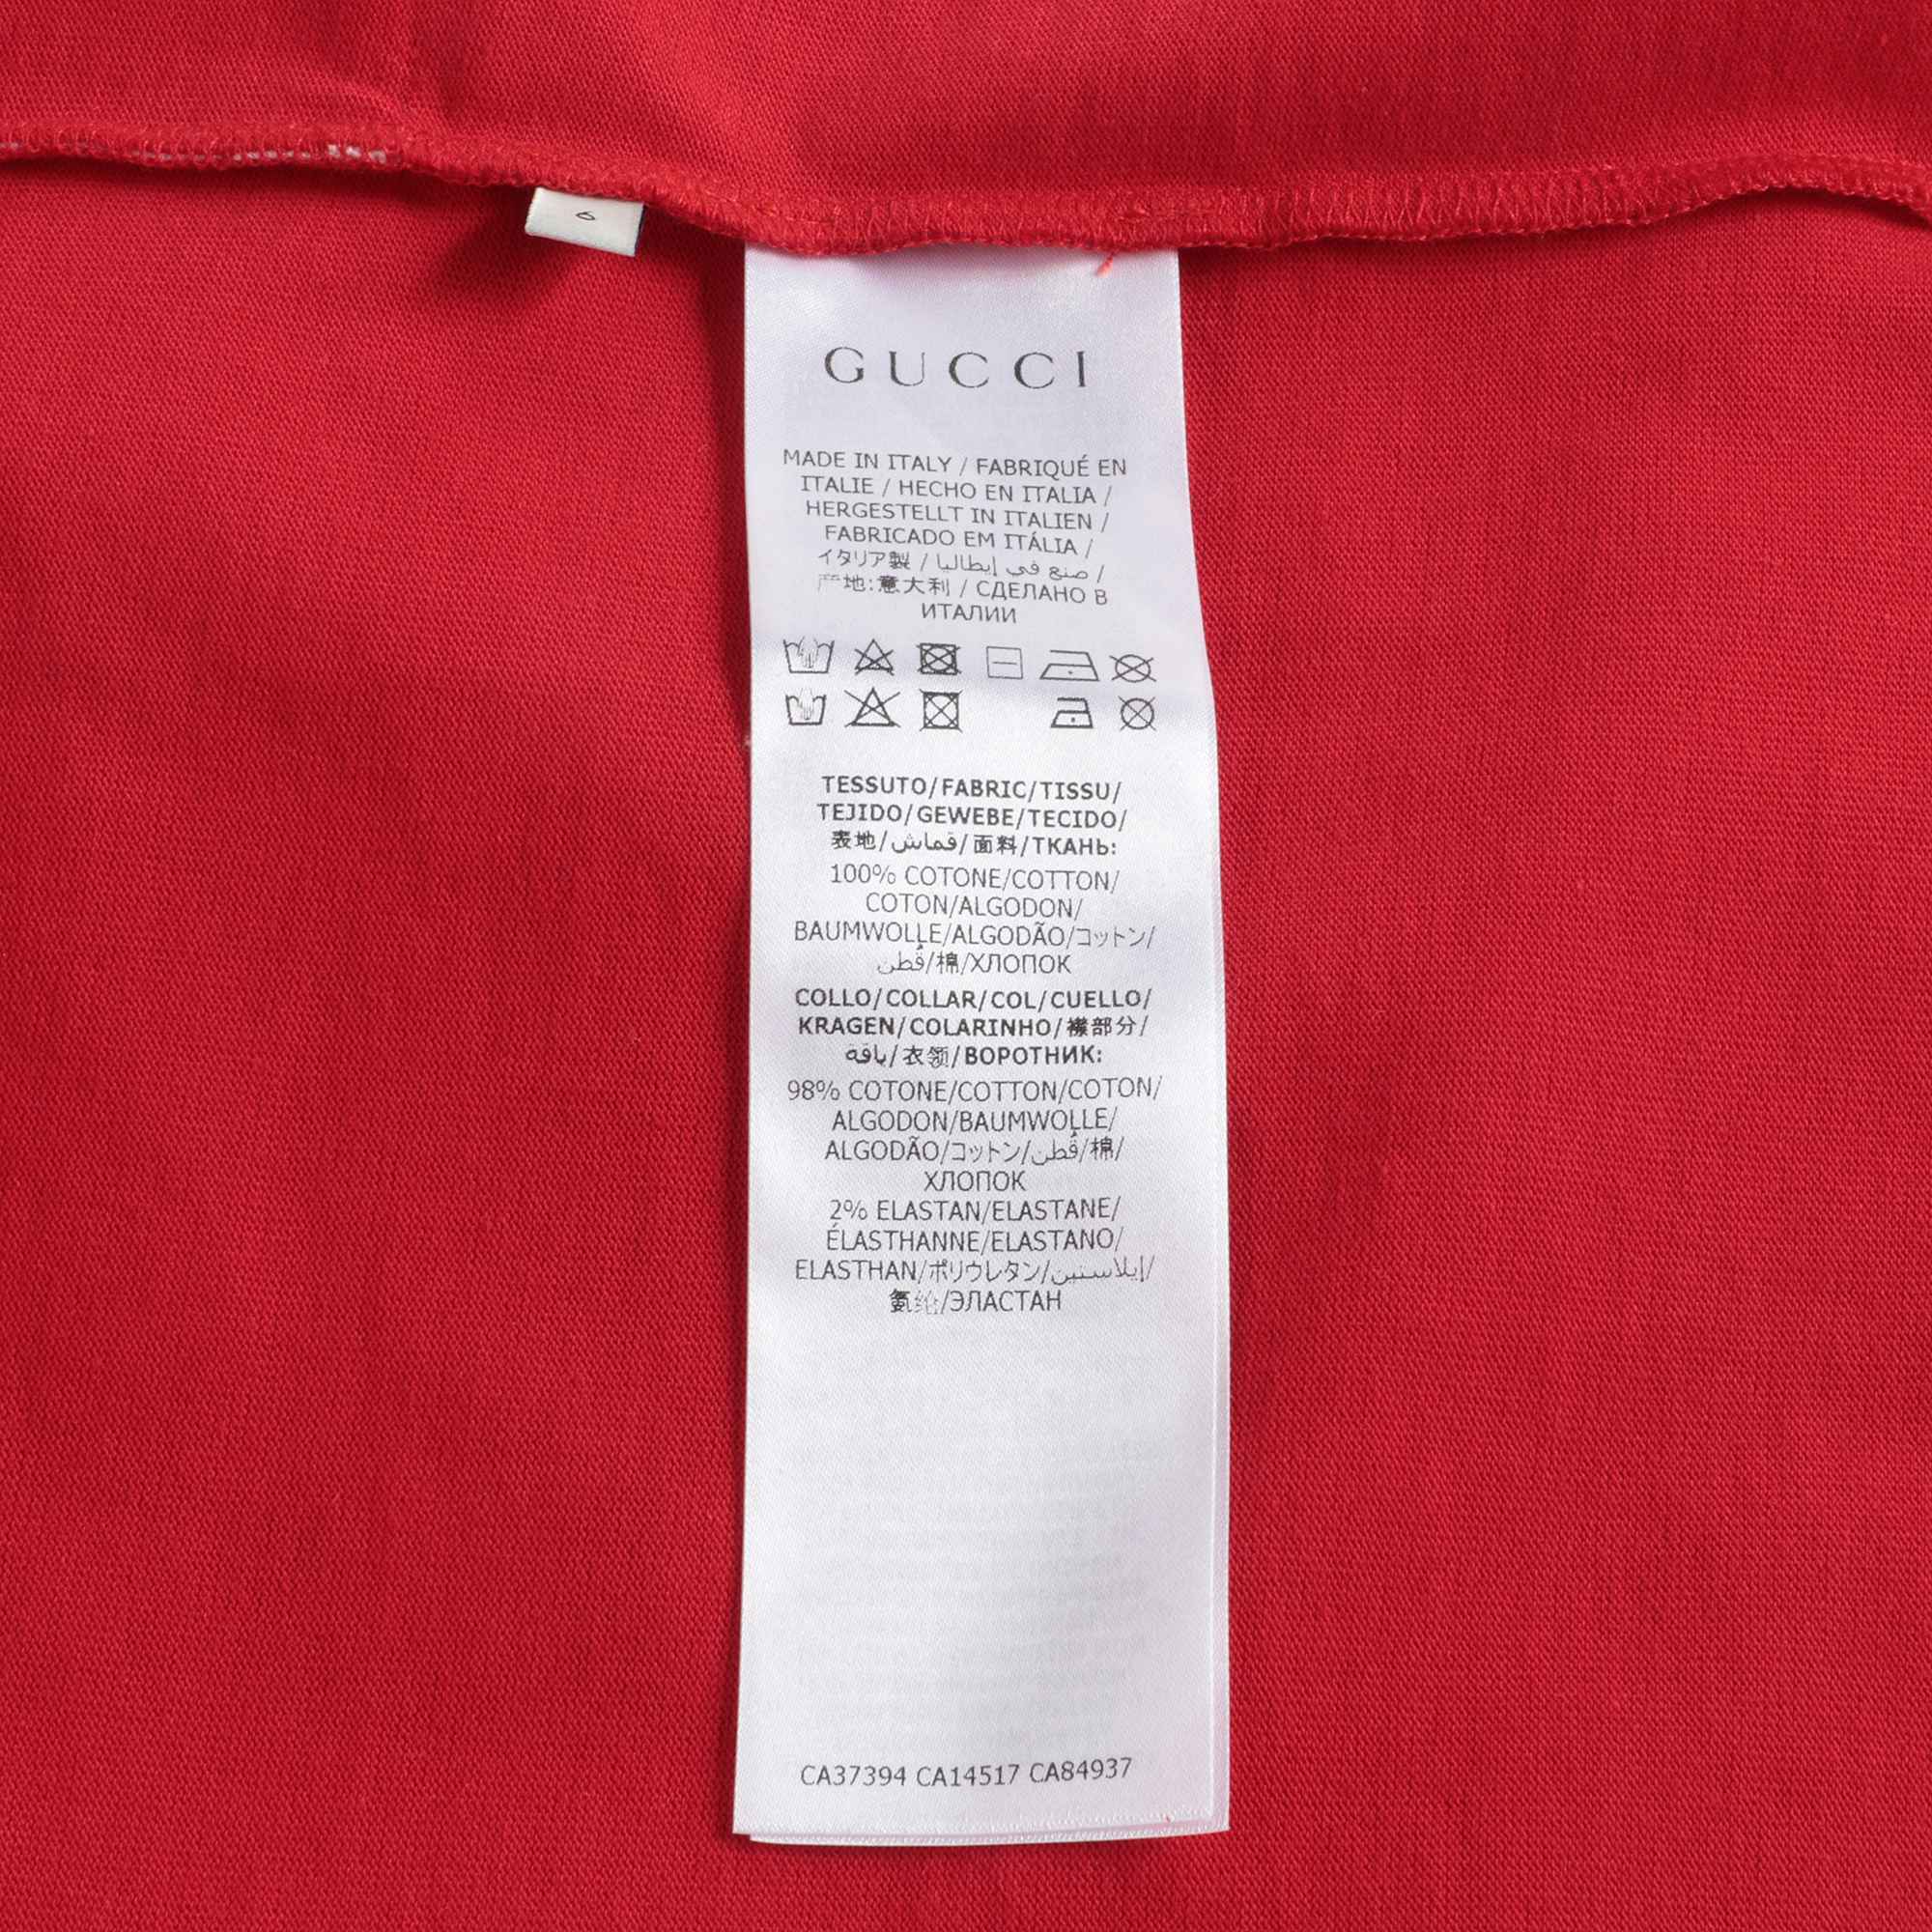 6
GUCCI
MADE IN ITALY / FABRIQUÉ EN
ITALIE / HECHO EN ITALIA /
HERGESTELLT IN ITALIEN /
FABRICADO EM ITÁLIA /
イタリア製 / صنع في إيطاليا /
产地:意大利 / СДЕЛАНО В
ИТАЛИИ
TESSUTO/FABRIC/TISSU/
TEJIDO/GEWEBE/TECIDO/
表地/قماش/面料/ТКАНЬ:
100% COTONE/COTTON/
COTON/ALGODON/
BAUMWOLLE/ALGODÃO/コットン/
قُطن/棉/ХЛОПОК
COLLO/COLLAR/COL/CUELLO/
KRAGEN/COLARINHO/襟部分/
ياقة/衣领/ВОРОТНИК:
98% COTONE/COTTON/COTON/
ALGODON/BAUMWOLLE/
ALGODÃO/コットン/قُطن/棉/
ХЛОПОК
2% ELASTAN/ELASTANE/
ÉLASTHANNE/ELASTANO/
ELASTHAN/ポリウレタン/إيلاستين/
氨纶/ЭЛАСТАН
CA37394 CA14517 CA84937